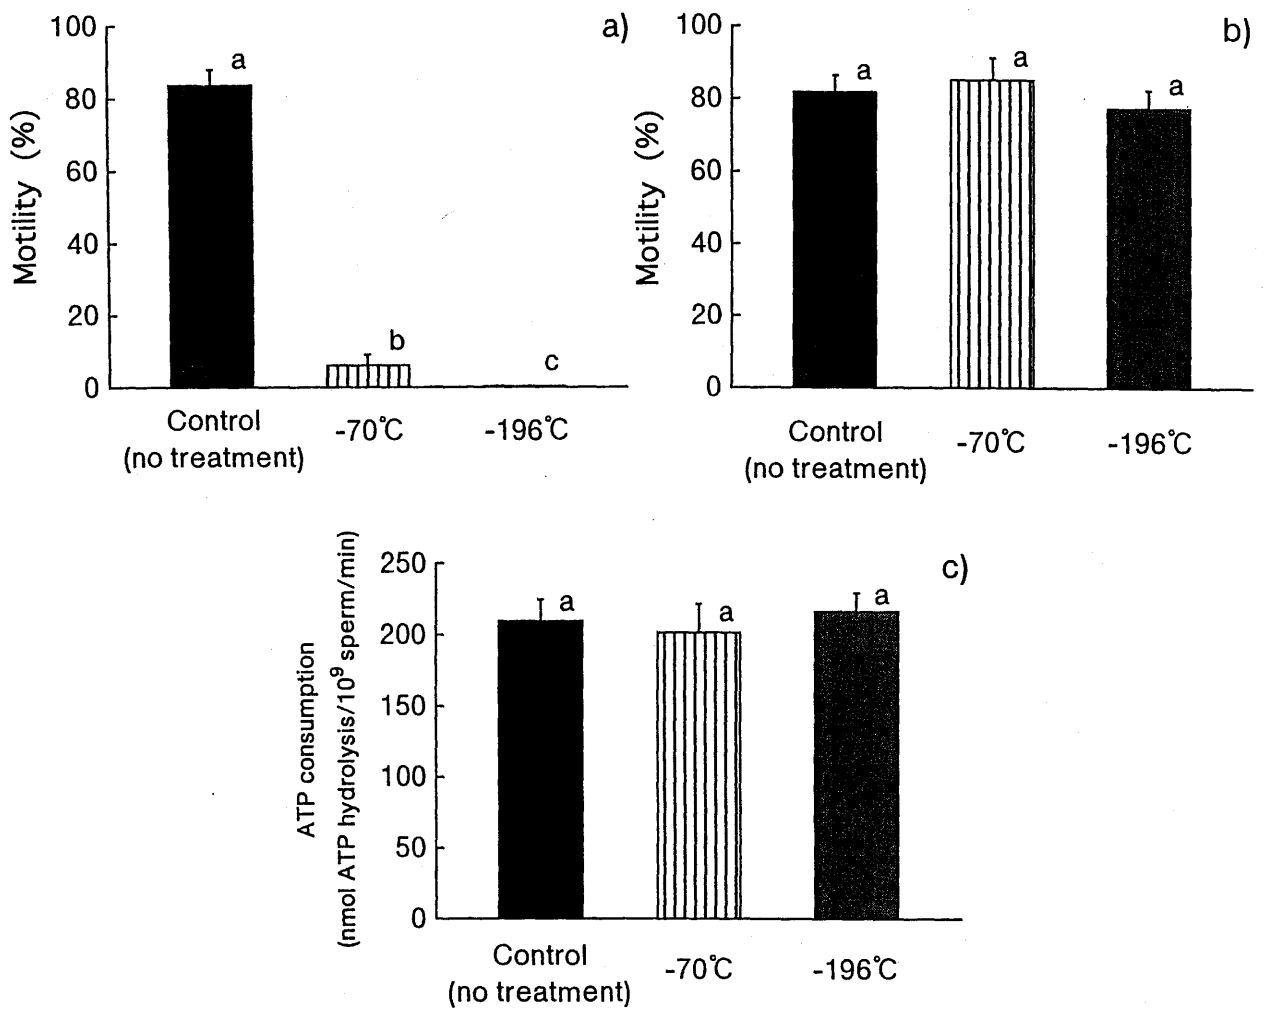 a)
Motility (%)
100
80
60
40
20
0
a
b
c
Control
(no treatment)
-70℃
-196℃
b)
Motility (%)
100
80
60
40
20
0
a
a
a
Control
(no treatment)
-70℃
-196℃
c)
ATP consumption
(nmol ATP hydrolysis/10⁹ sperm/min)
250
200
150
100
50
0
a
a
a
Control
(no treatment)
-70℃
-196℃